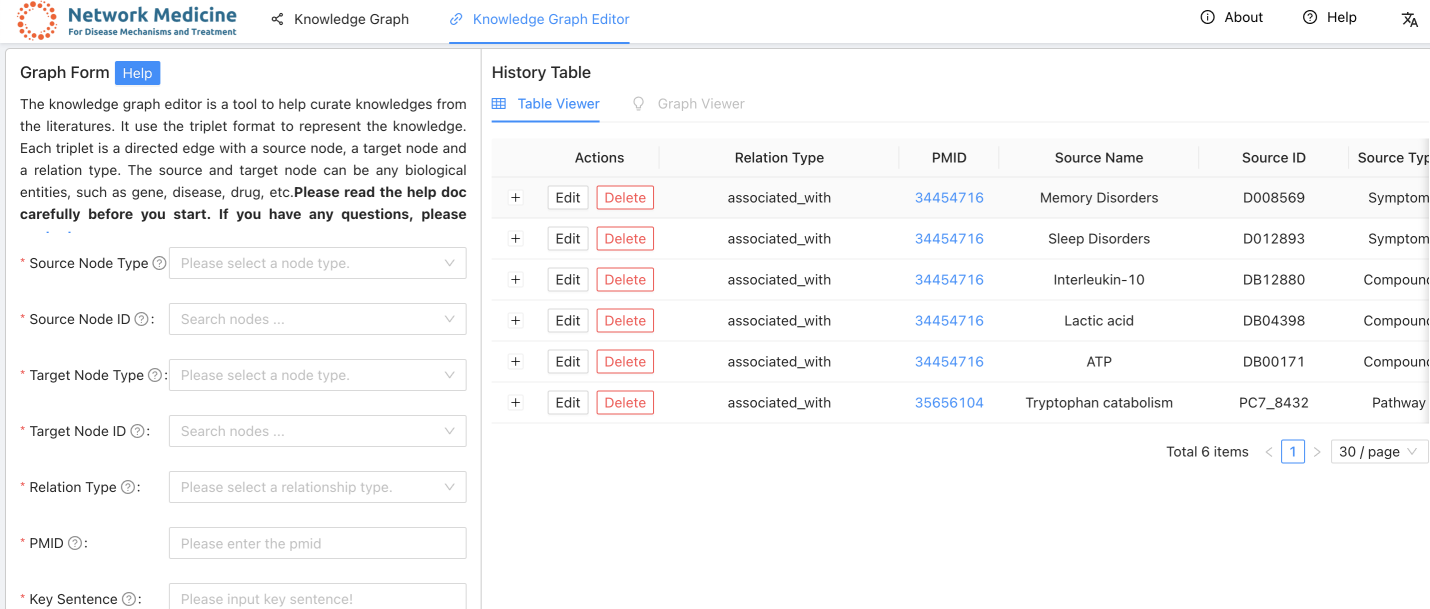 Network Medicine
For Disease Mechanisms and Treatment
Knowledge Graph
Knowledge Graph Editor
About
Help
Graph Form
Help
The knowledge graph editor is a tool to help curate knowledges from
the literatures. It use the triplet format to represent the knowledge.
Each triplet is a directed edge with a source node, a target node and
a relation type. The source and target node can be any biological
entities, such as gene, disease, drug, etc.Please read the help doc
carefully before you start. If you have any questions, please
* Source Node Type ? Please select a node type.
* Source Node ID ? : Search nodes ...
* Target Node Type ? : Please select a node type.
* Target Node ID ? : Search nodes ...
* Relation Type ? : Please select a relationship type.
* PMID ? : Please enter the pmid
* Key Sentence ? : Please input key sentence!
History Table
Table Viewer
Graph Viewer
Actions Relation Type PMID Source Name Source ID Source Typ
+ Edit Delete associated_with 34454716 Memory Disorders D008569 Symptom
+ Edit Delete associated_with 34454716 Sleep Disorders D012893 Symptom
+ Edit Delete associated_with 34454716 Interleukin-10 DB12880 Compoun
+ Edit Delete associated_with 34454716 Lactic acid DB04398 Compoun
+ Edit Delete associated_with 34454716 ATP DB00171 Compoun
+ Edit Delete associated_with 35656104 Tryptophan catabolism PC7_8432 Pathway
Total 6 items < 1 > 30 / page